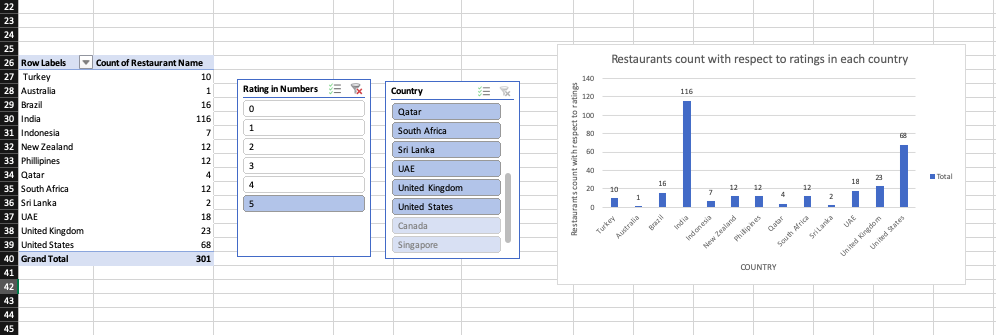 22
23
24
25
26 Row Labels Count of Restaurant Name
27 Turkey 10
28 Australia 1
29 Brazil 16
30 India 116
31 Indonesia 7
32 New Zealand 12
33 Phillipines 12
34 Qatar 4
35 South Africa 12
36 Sri Lanka 2
37 UAE 18
38 United Kingdom 23
39 United States 68
40 Grand Total 301
41
42
43
44
45
Rating in Numbers
0
1
2
3
4
5
Country
Qatar
South Africa
Sri Lanka
UAE
United Kingdom
United States
Canada
Singapore
Restaurants count with respect to ratings in each country
Restaurants count with respect to ratings
140
120
100
80
60
40
20
0
10 1 16 116 7 12 12 4 12 2 18 23 68
Turkey Australia Brazil India Indonesia New Zealand Phillipines Qatar South Africa Sri Lanka UAE United Kingdom United States
COUNTRY
Total